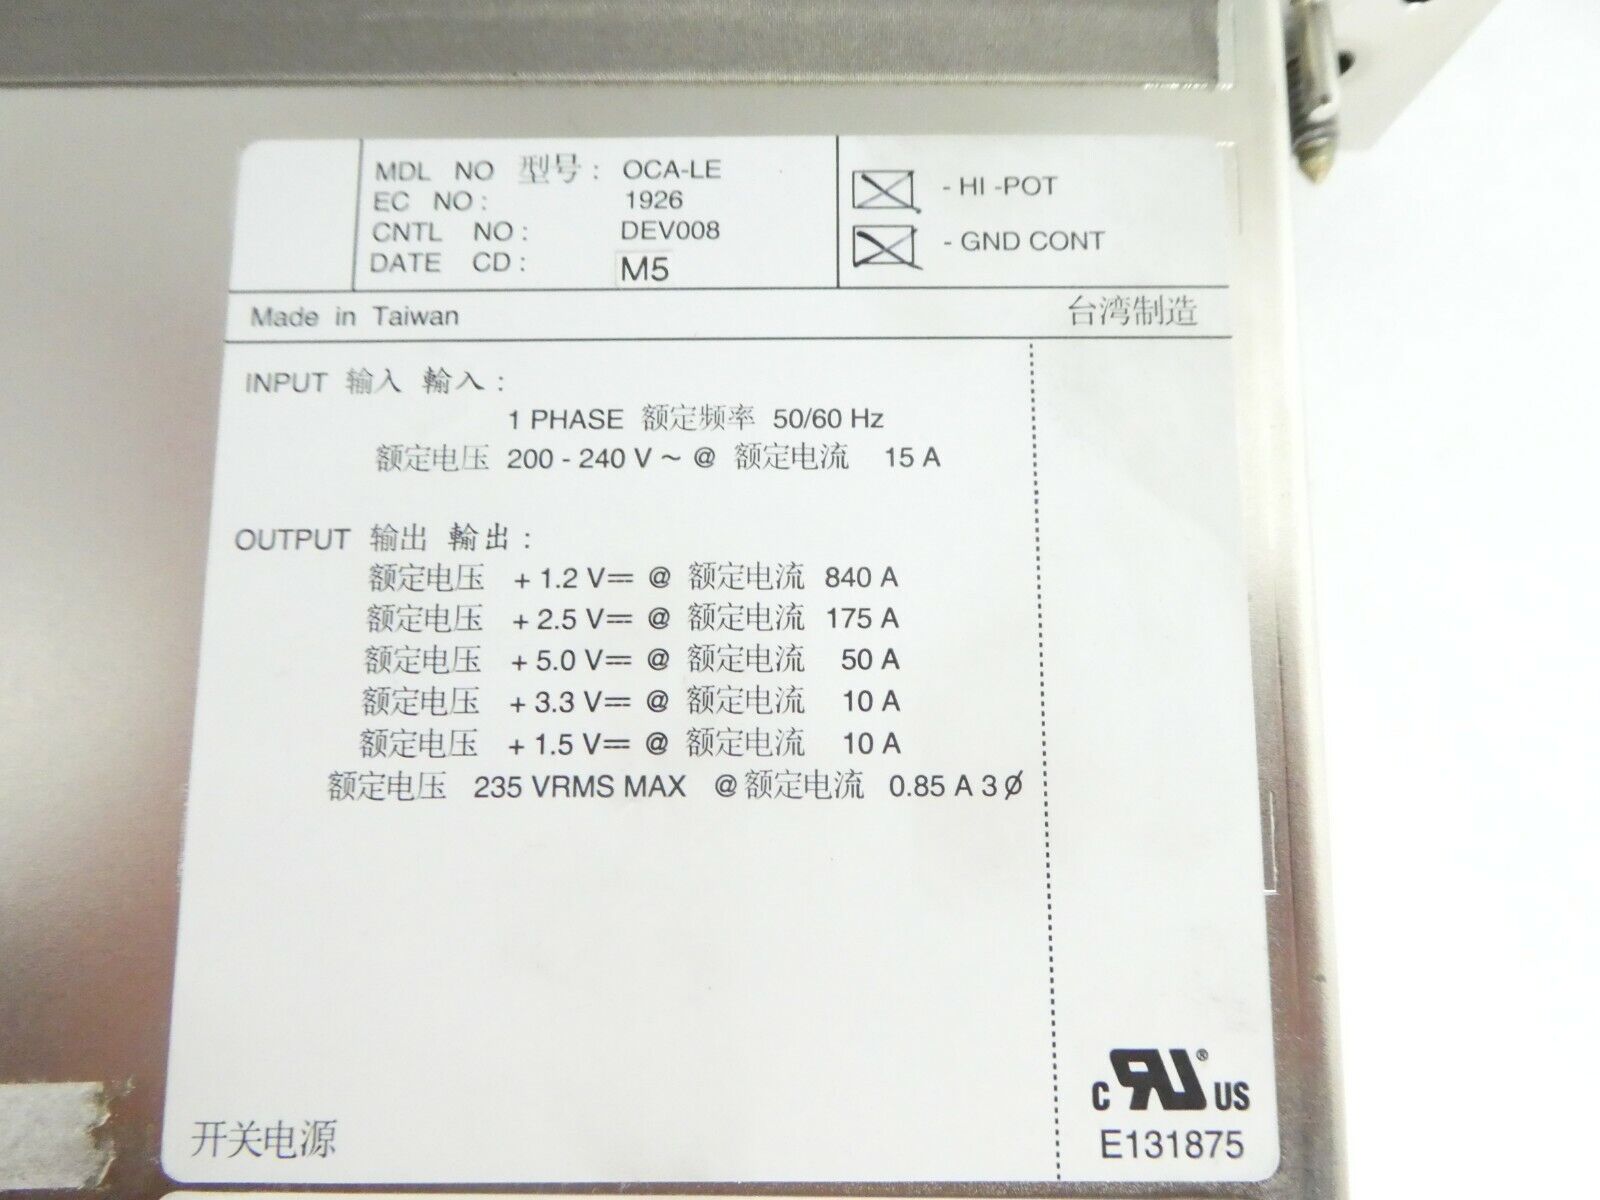 MDL NO 型号: OCA-LE
EC NO: 1926
CNTL NO: DEV008
DATE CD: M5
- HI -POT
- GND CONT
Made in Taiwan 台湾制造
INPUT 输入 輸入:
1 PHASE 额定频率 50/60 Hz
额定电压 200 - 240 V ~ @ 额定电流 15 A
OUTPUT 输出 輸出:
额定电压 + 1.2 V⎓ @ 额定电流 840 A
额定电压 + 2.5 V⎓ @ 额定电流 175 A
额定电压 + 5.0 V⎓ @ 额定电流 50 A
额定电压 + 3.3 V⎓ @ 额定电流 10 A
额定电压 + 1.5 V⎓ @ 额定电流 10 A
额定电压 235 VRMS MAX @ 额定电流 0.85 A 3 Ø
C RU® US
E131875
开关电源